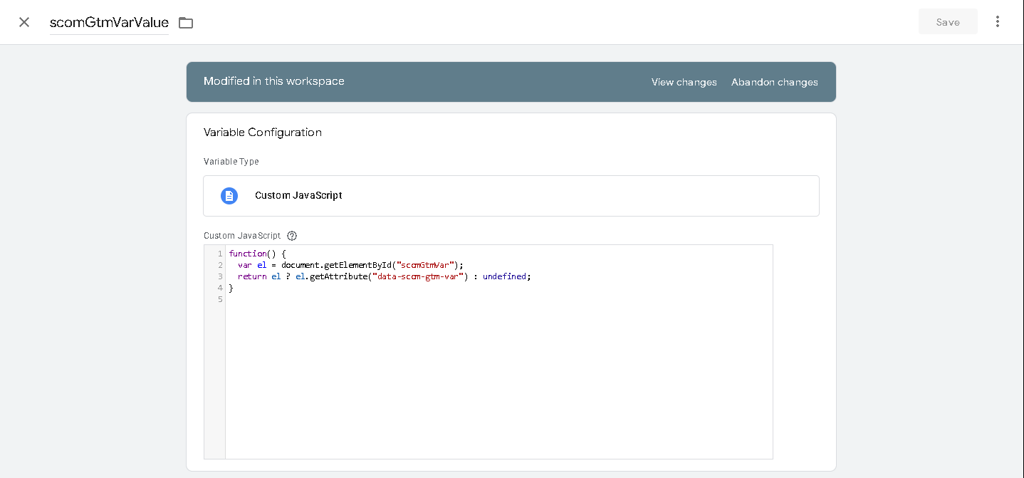 scomGtmVarValue
Save
Modified in this workspace
View changes
Abandon changes
Variable Configuration
Variable Type
Custom JavaScript
Custom JavaScript
1 function() {
2   var el = document.getElementById("scomGtmVar");
3   return el ? el.getAttribute("data-scom-gtm-var") : undefined;
4 }
5